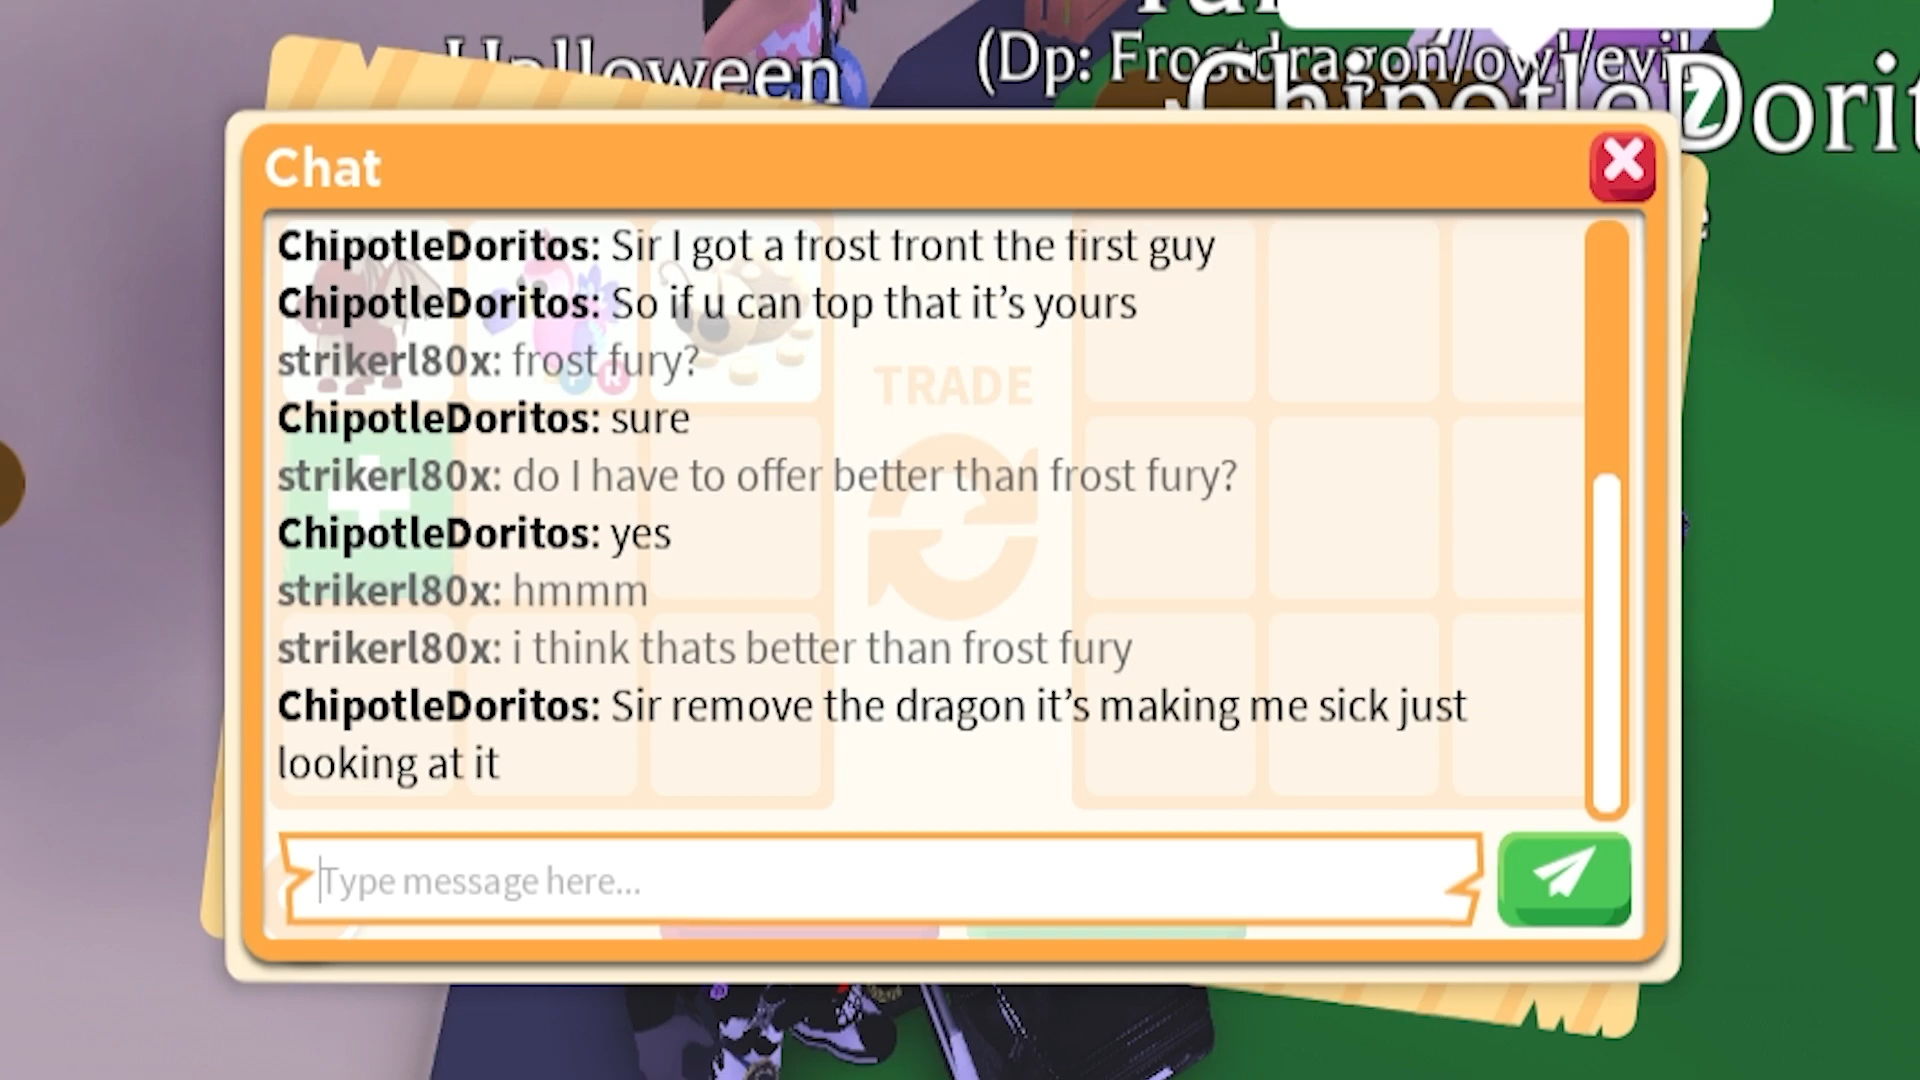 Halloween
(Dp: Frostdragon/owl/evil
ChipotleDorit
Chat
ChipotleDoritos: Sir I got a frost front the first guy
ChipotleDoritos: So if u can top that it’s yours
strikerl80x: frost fury?
ChipotleDoritos: sure
TRADE
strikerl80x: do I have to offer better than frost fury?
ChipotleDoritos: yes
strikerl80x: hmmm
strikerl80x: i think thats better than frost fury
ChipotleDoritos: Sir remove the dragon it’s making me sick just
looking at it
Type message here...